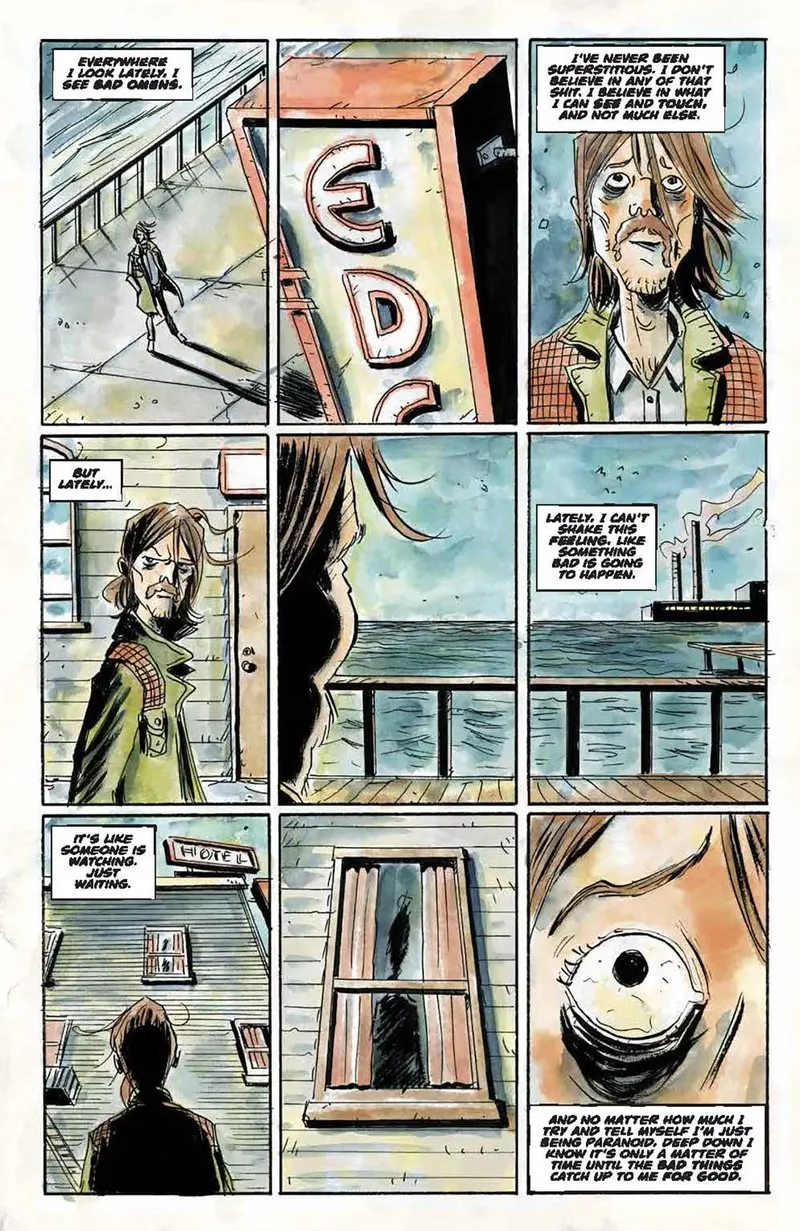 EVERYWHERE
I LOOK LATELY, I
SEE BAD OMENS.
E
D
I'VE NEVER BEEN
SUPERSTITIOUS. I DON'T
BELIEVE IN ANY OF THAT
SHIT. I BELIEVE IN WHAT
I CAN SEE AND TOUCH,
AND NOT MUCH ELSE.
BUT
LATELY...
LATELY, I CAN'T
SHAKE THIS
FEELING. LIKE
SOMETHING
BAD IS GOING
TO HAPPEN.
IT'S LIKE
SOMEONE IS
WATCHING.
JUST
WAITING.
HOTEL
AND NO MATTER HOW MUCH I
TRY AND TELL MYSELF I'M JUST
BEING PARANOID, DEEP DOWN I
KNOW IT'S ONLY A MATTER OF
TIME UNTIL THE BAD THINGS
CATCH UP TO ME FOR GOOD.